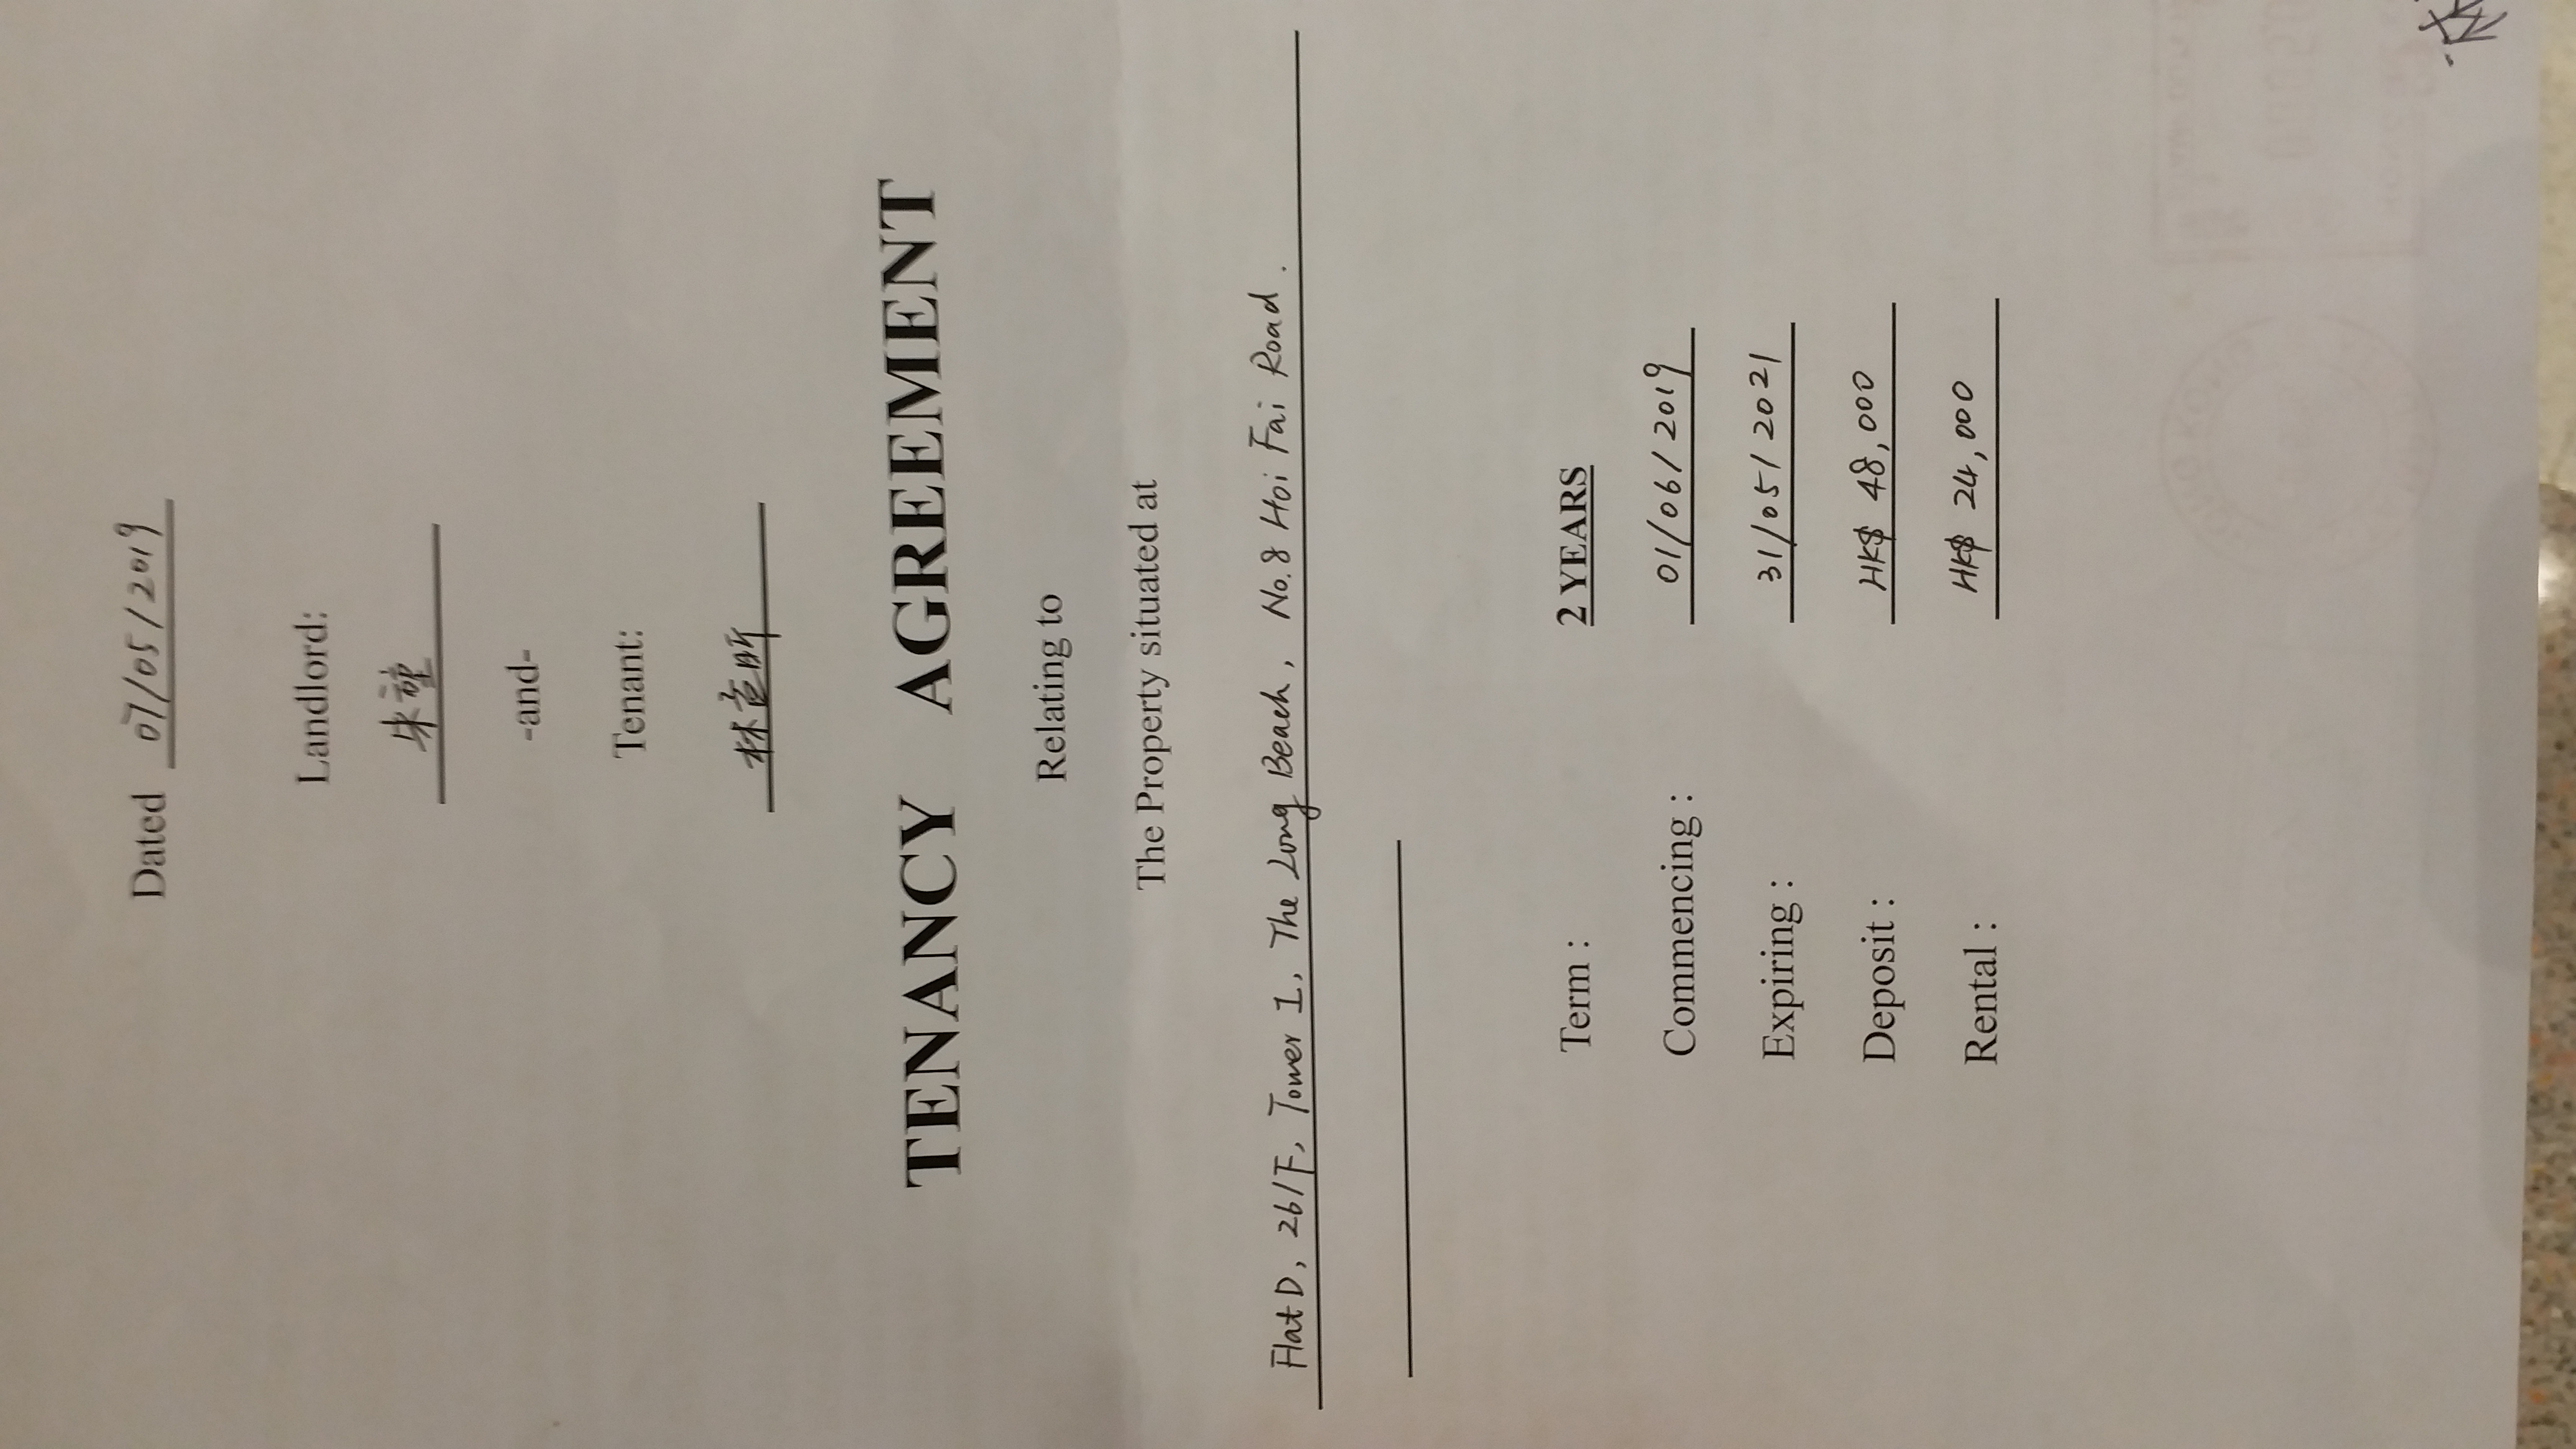 Dated 07/05/2019
Landlord:
朱
-and-
Tenant:
林
TENANCY AGREEMENT
Relating to
The Property situated at
Flat D, 26/F, Tower 1, The Long Beach, No.8 Hoi Fai Road.
Term : 2 YEARS
Commencing : 01/06/2019
Expiring : 31/05/2021
Deposit : HK$ 48,000
Rental : HK$ 24,000